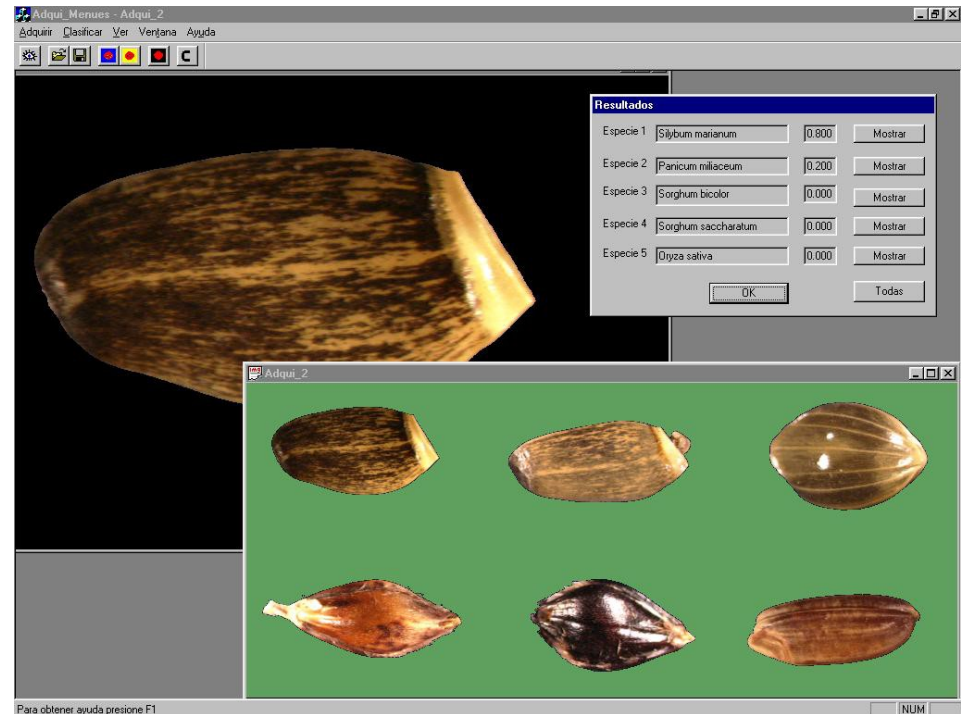 Adqui_Menues - Adqui_2
Adquirir Clasificar Ver Ventana Ayuda
C
Resultados
Especie 1 Silybum marianum 0.800 Mostrar
Especie 2 Panicum miliaceum 0.200 Mostrar
Especie 3 Sorghum bicolor 0.000 Mostrar
Especie 4 Sorghum saccharatum 0.000 Mostrar
Especie 5 Oryza sativa 0.000 Mostrar
OK Todas
Adqui_2
Para obtener ayuda presione F1 NUM